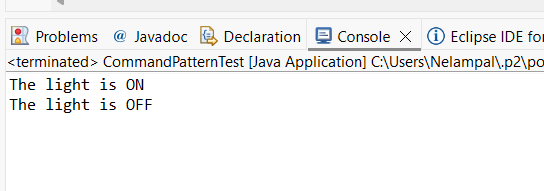 Problems @ Javadoc Declaration Console Eclipse IDE for
<terminated> CommandPatternTest [Java Application] C:\Users\Nelampal\.p2\po
The light is ON
The light is OFF